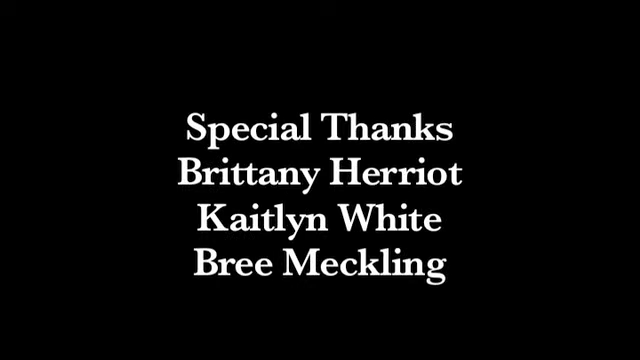 Special Thanks
Brittany Herriot
Kaitlyn White
Bree Meckling